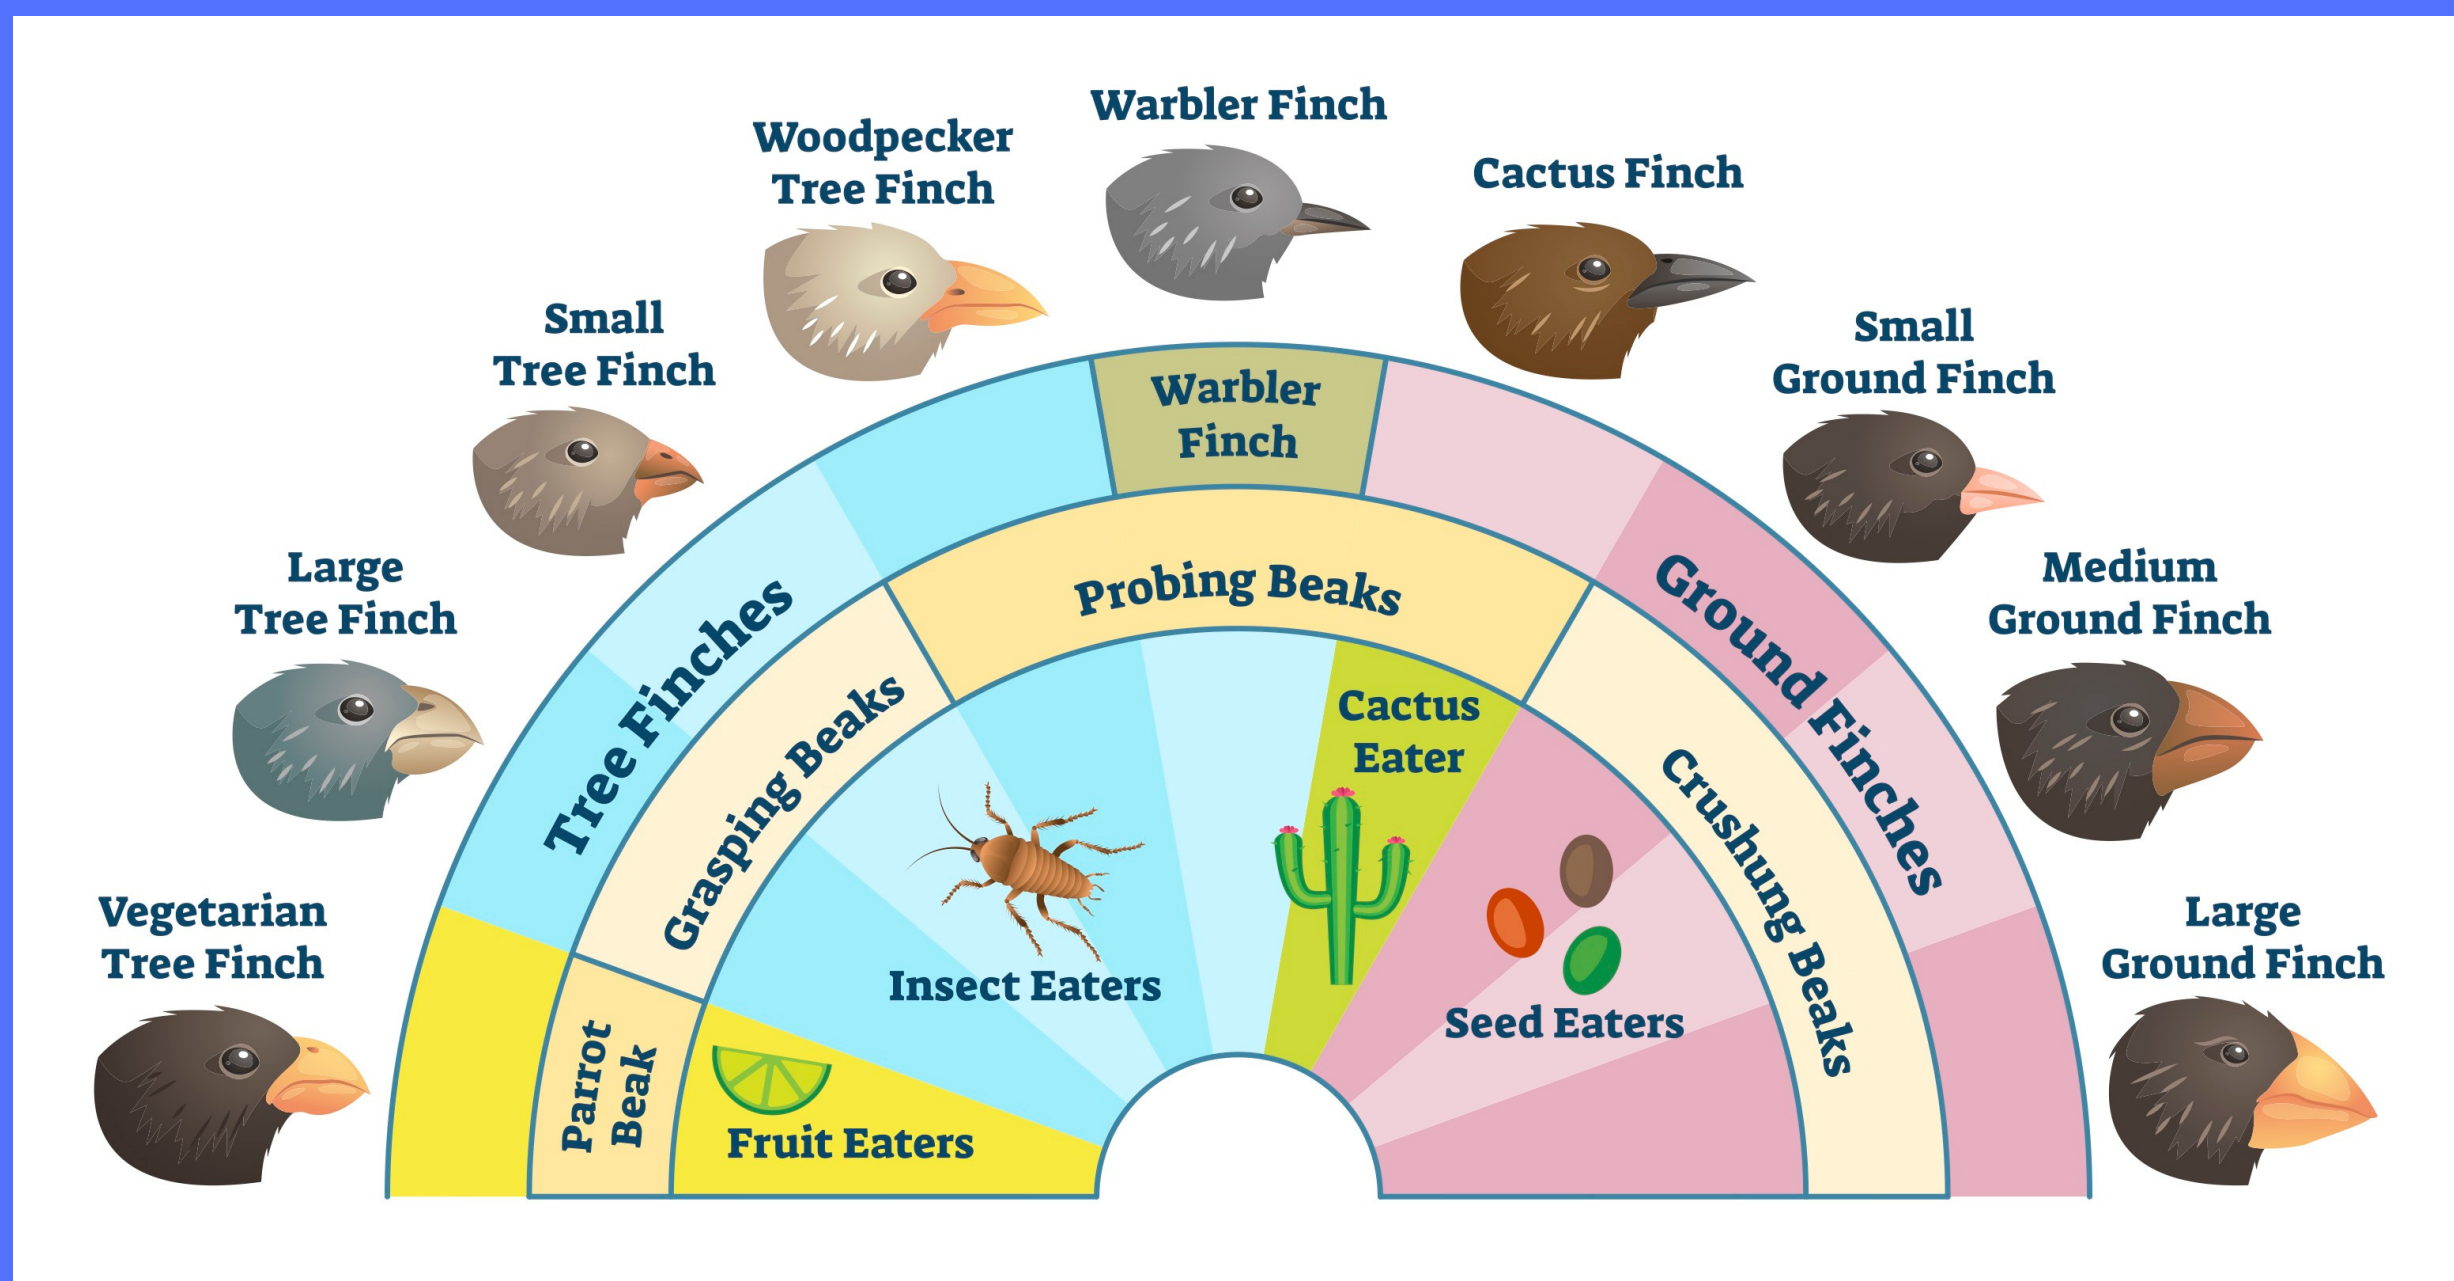 Warbler Finch
Woodpecker
Tree Finch
Cactus Finch
Small
Tree Finch
Small
Ground Finch
Large
Tree Finch
Medium
Ground Finch
Vegetarian
Tree Finch
Large
Ground Finch
Tree Finches
Warbler
Finch
Ground Finches
Parrot
Beak
Grasping Beaks
Probing Beaks
Crushung Beaks
Fruit Eaters
Insect Eaters
Cactus
Eater
Seed Eaters